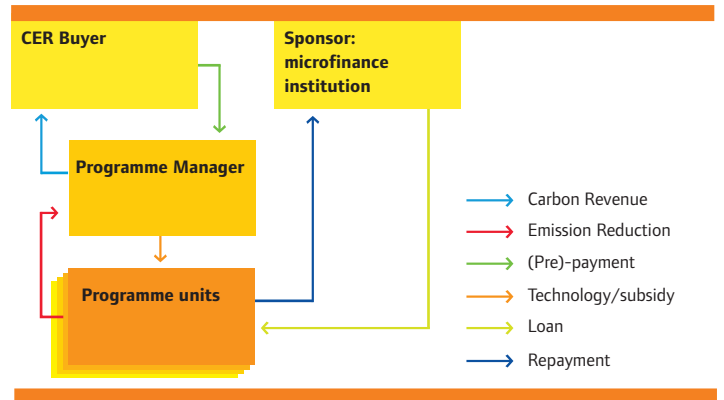 CER Buyer
Sponsor:
microfinance
institution
Programme Manager
Programme units
Carbon Revenue
Emission Reduction
(Pre)-payment
Technology/subsidy
Loan
Repayment